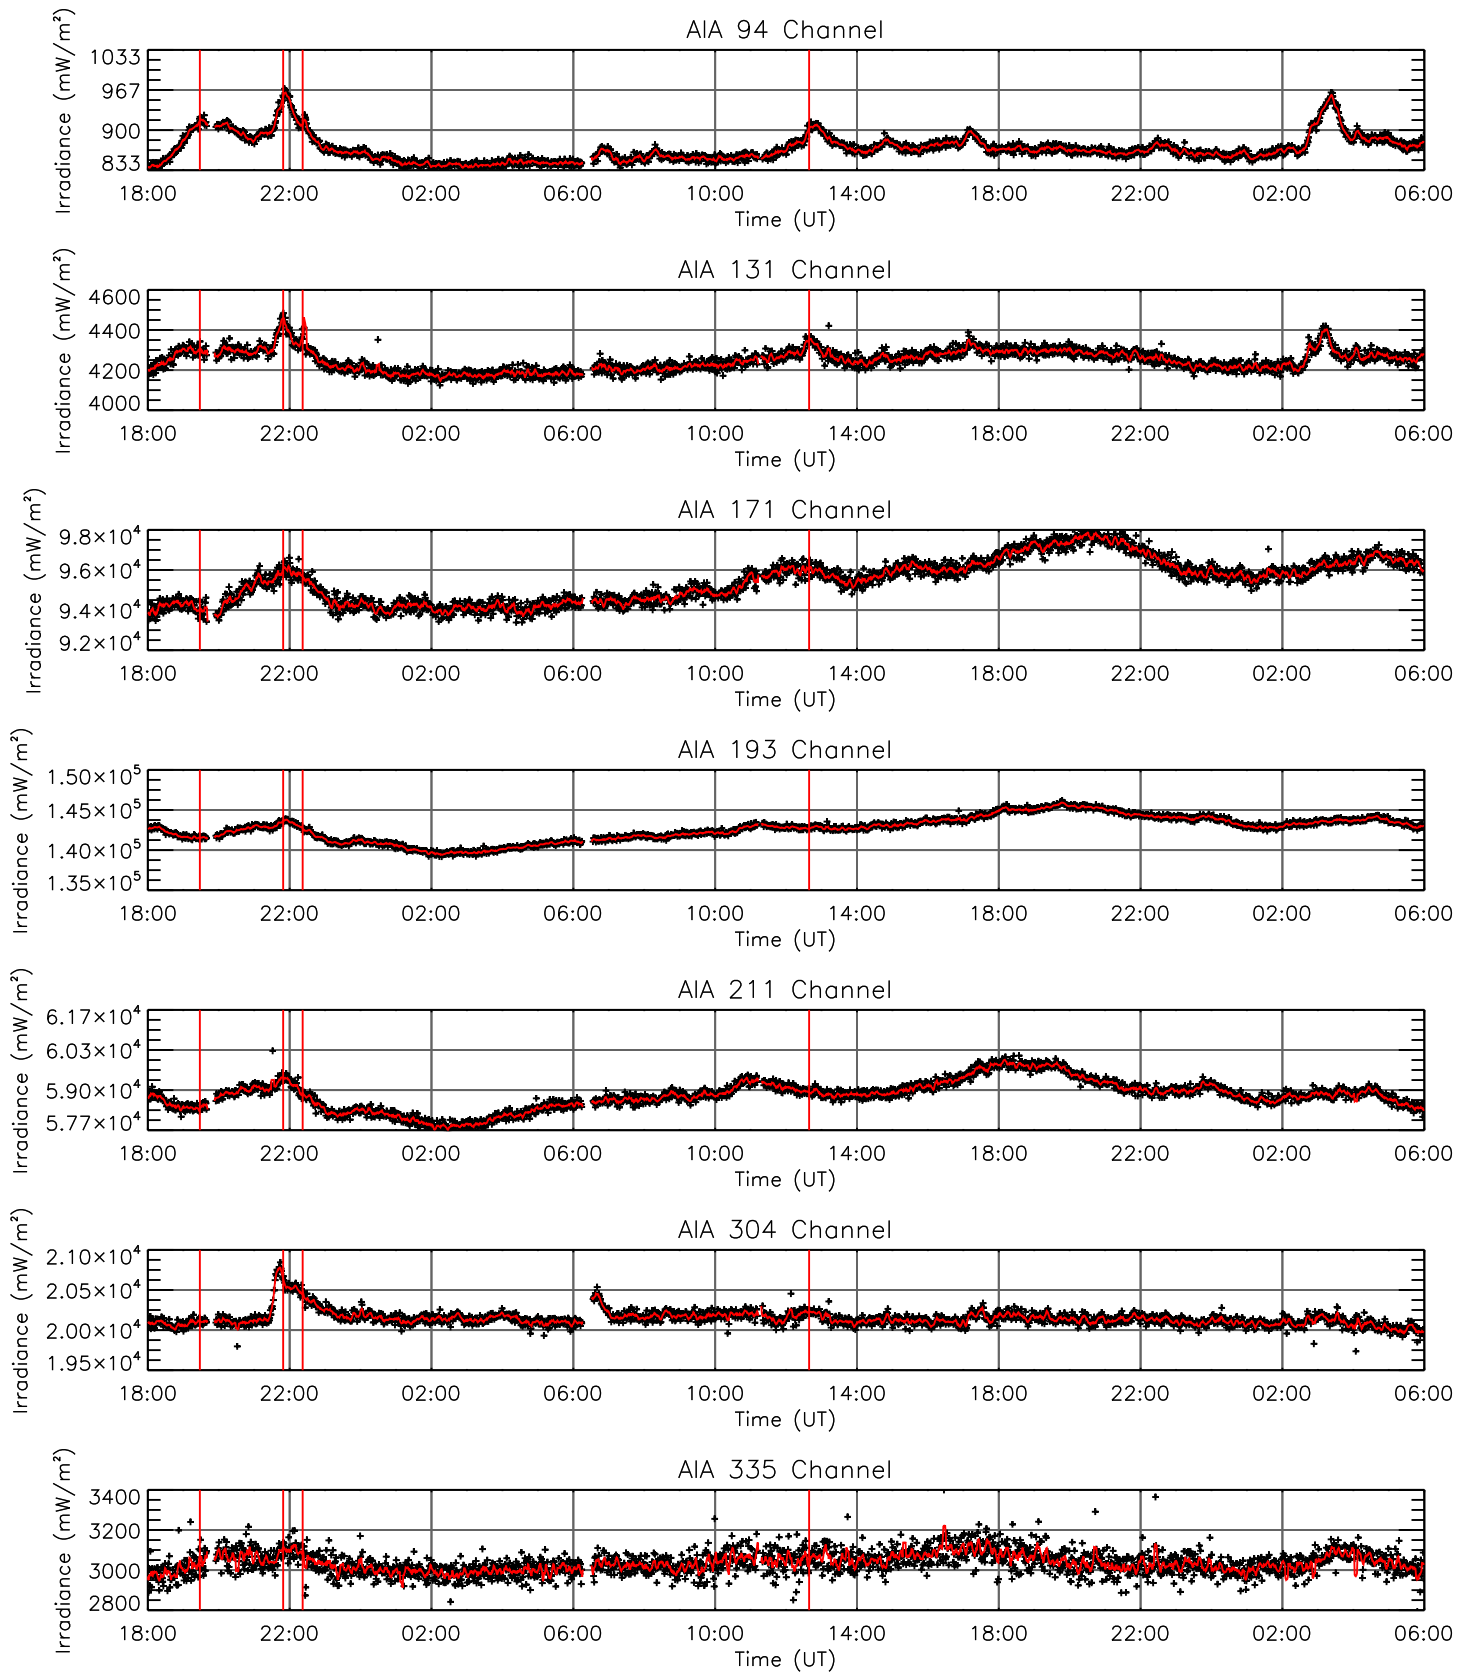 AIA 94 Channel
Irradiance (mW/m²)
1033
967
900
833
18:00 22:00 02:00 06:00 10:00 14:00 18:00 22:00 02:00 06:00
Time (UT)
AIA 131 Channel
Irradiance (mW/m²)
4600
4400
4200
4000
18:00 22:00 02:00 06:00 10:00 14:00 18:00 22:00 02:00 06:00
Time (UT)
AIA 171 Channel
Irradiance (mW/m²)
9.8×10⁴
9.6×10⁴
9.4×10⁴
9.2×10⁴
18:00 22:00 02:00 06:00 10:00 14:00 18:00 22:00 02:00 06:00
Time (UT)
AIA 193 Channel
Irradiance (mW/m²)
1.50×10⁵
1.45×10⁵
1.40×10⁵
1.35×10⁵
18:00 22:00 02:00 06:00 10:00 14:00 18:00 22:00 02:00 06:00
Time (UT)
AIA 211 Channel
Irradiance (mW/m²)
6.17×10⁴
6.03×10⁴
5.90×10⁴
5.77×10⁴
18:00 22:00 02:00 06:00 10:00 14:00 18:00 22:00 02:00 06:00
Time (UT)
AIA 304 Channel
Irradiance (mW/m²)
2.10×10⁴
2.05×10⁴
2.00×10⁴
1.95×10⁴
18:00 22:00 02:00 06:00 10:00 14:00 18:00 22:00 02:00 06:00
Time (UT)
AIA 335 Channel
Irradiance (mW/m²)
3400
3200
3000
2800
18:00 22:00 02:00 06:00 10:00 14:00 18:00 22:00 02:00 06:00
Time (UT)